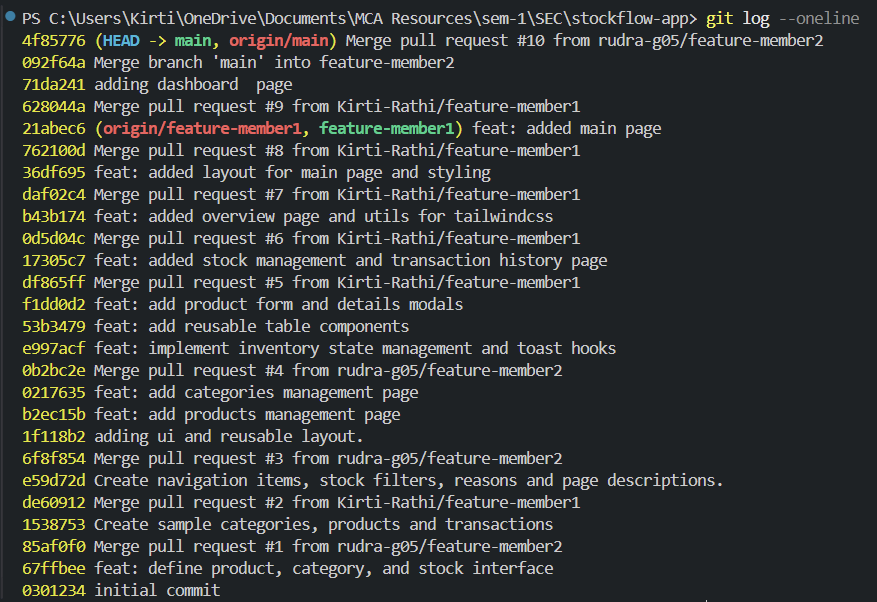 PS C:\Users\Kirti\OneDrive\Documents\MCA Resources\sem-1\SEC\stockflow-app> git log --oneline
4f85776 (HEAD -> main, origin/main) Merge pull request #10 from rudra-g05/feature-member2
092f64a Merge branch 'main' into feature-member2
71da241 adding dashboard  page
628044a Merge pull request #9 from Kirti-Rathi/feature-member1
21abec6 (origin/feature-member1, feature-member1) feat: added main page
762100d Merge pull request #8 from Kirti-Rathi/feature-member1
36df695 feat: added layout for main page and styling
daf02c4 Merge pull request #7 from Kirti-Rathi/feature-member1
b43b174 feat: added overview page and utils for tailwindcss
0d5d04c Merge pull request #6 from Kirti-Rathi/feature-member1
17305c7 feat: added stock management and transaction history page
df865ff Merge pull request #5 from Kirti-Rathi/feature-member1
f1dd0d2 feat: add product form and details modals
53b3479 feat: add reusable table components
e997acf feat: implement inventory state management and toast hooks
0b2bc2e Merge pull request #4 from rudra-g05/feature-member2
0217635 feat: add categories management page
b2ec15b feat: add products management page
1f118b2 adding ui and reusable layout.
6f8f854 Merge pull request #3 from rudra-g05/feature-member2
e59d72d Create navigation items, stock filters, reasons and page descriptions.
de60912 Merge pull request #2 from Kirti-Rathi/feature-member1
1538753 Create sample categories, products and transactions
85af0f0 Merge pull request #1 from rudra-g05/feature-member2
67ffbee feat: define product, category, and stock interface
0301234 initial commit